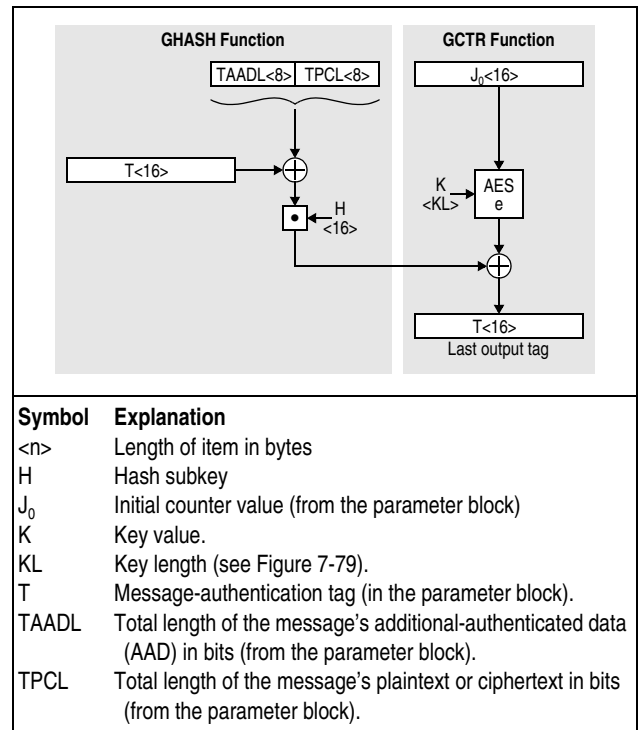 GHASH Function
GCTR Function
TAADL<8> TPCL<8>
J₀<16>
T<16>
K
<KL>
AES
e
H
<16>
T<16>
Last output tag
Symbol Explanation
<n> Length of item in bytes
H Hash subkey
J₀ Initial counter value (from the parameter block)
K Key value.
KL Key length (see Figure 7-79).
T Message-authentication tag (in the parameter block).
TAADL Total length of the message's additional-authenticated data
(AAD) in bits (from the parameter block).
TPCL Total length of the message's plaintext or ciphertext in bits
(from the parameter block).